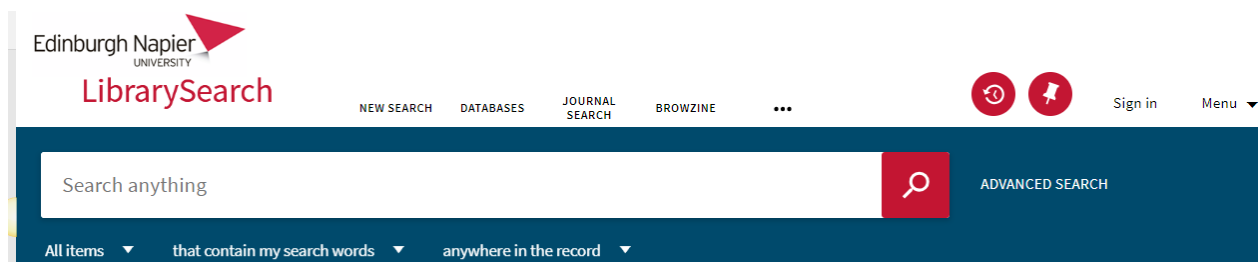 Edinburgh Napier
UNIVERSITY
LibrarySearch
NEW SEARCH DATABASES JOURNAL SEARCH BROWZINE ••• Sign in Menu
Search anything ADVANCED SEARCH
All items that contain my search words anywhere in the record